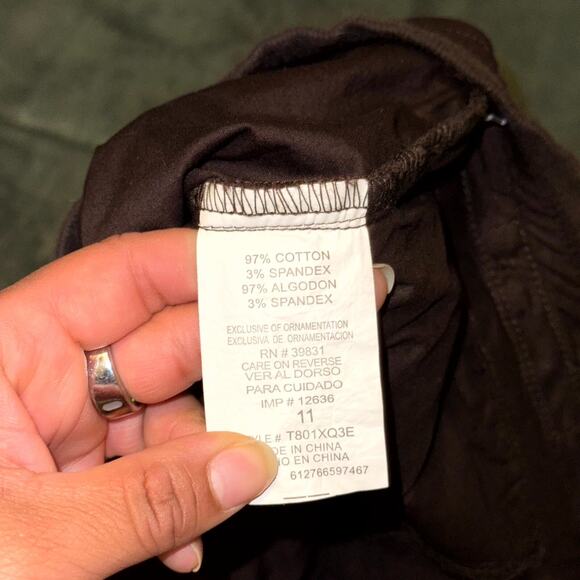 97% COTTON
3% SPANDEX
97% ALGODON
3% SPANDEX
EXCLUSIVE OF ORNAMENTATION
EXCLUSIVA DE ORNAMENTACION
RN # 39831
CARE ON REVERSE
VER AL DORSO
PARA CUIDADO
IMP # 12636
11
# T801XQ3E
IN CHINA
EN CHINA
612766597467